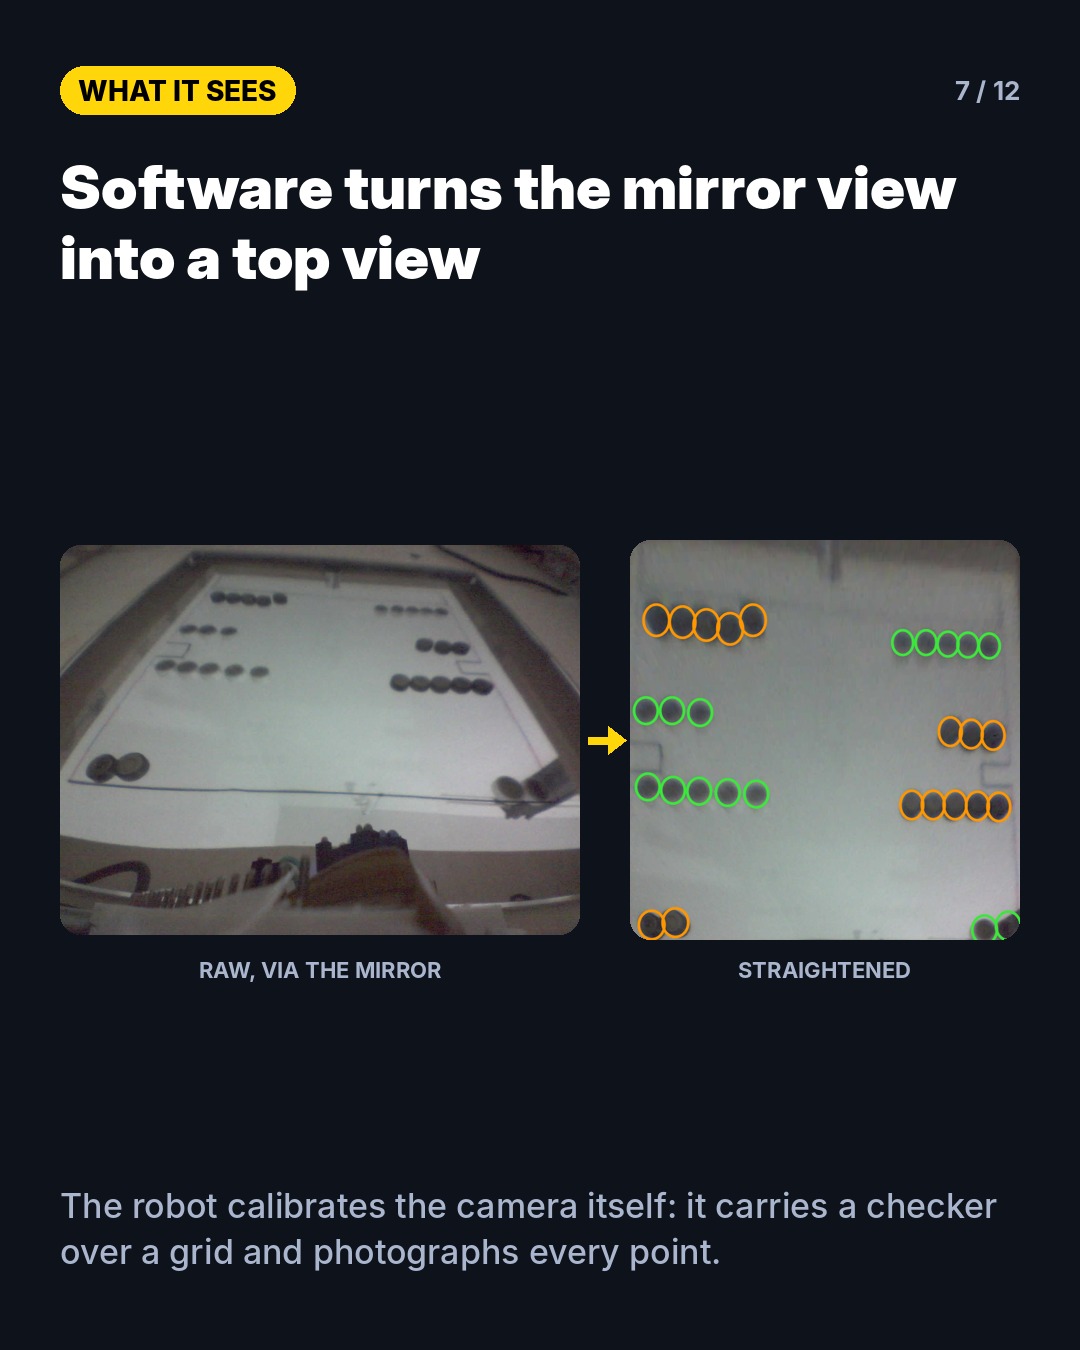 WHAT IT SEES
7 / 12
Software turns the mirror view
into a top view
RAW, VIA THE MIRROR
STRAIGHTENED
The robot calibrates the camera itself: it carries a checker
over a grid and photographs every point.